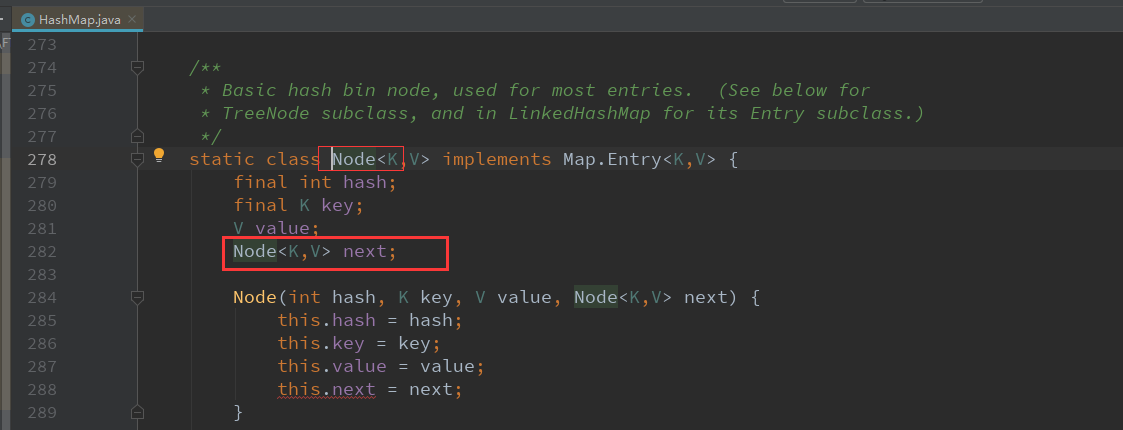 HashMap.java
273
274 /**
275 * Basic hash bin node, used for most entries.  (See below for
276 * TreeNode subclass, and in LinkedHashMap for its Entry subclass.)
277 */
278 static class Node<K,V> implements Map.Entry<K,V> {
279 final int hash;
280 final K key;
281 V value;
282 Node<K,V> next;
283
284 Node(int hash, K key, V value, Node<K,V> next) {
285 this.hash = hash;
286 this.key = key;
287 this.value = value;
288 this.next = next;
289 }